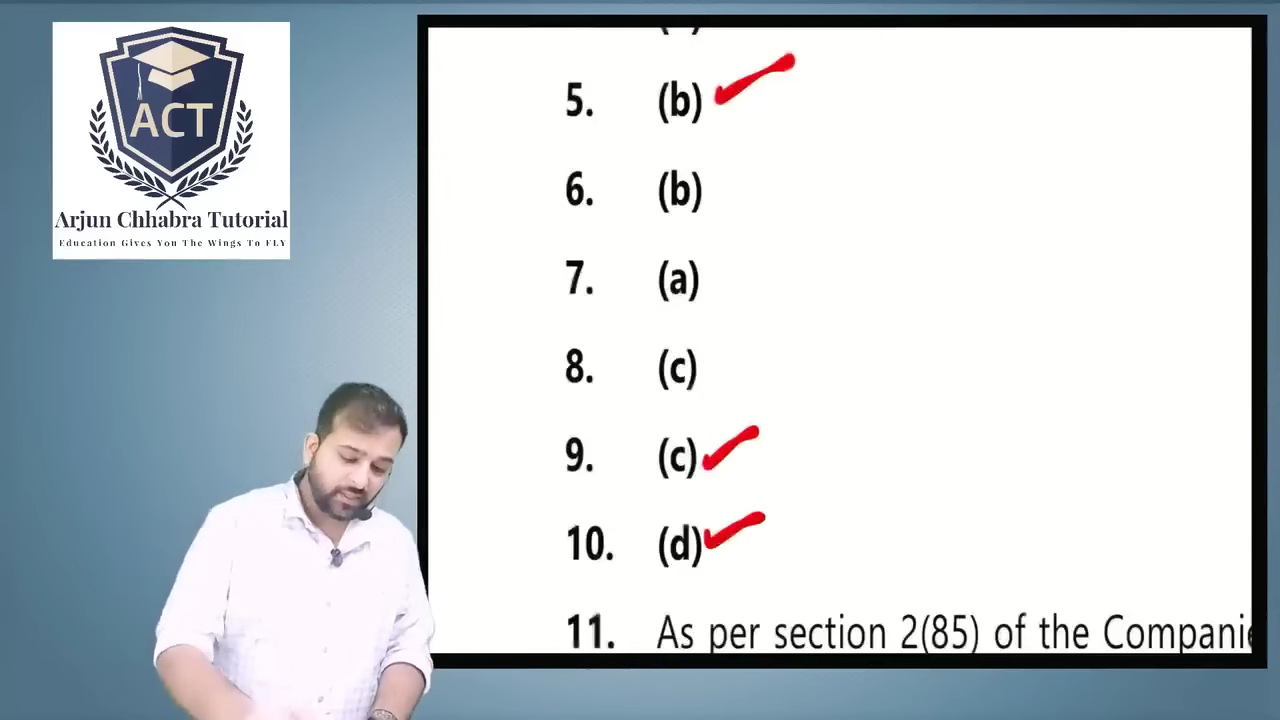 ACT
Arjun Chhabra Tutorial
Education Gives You The Wings To FLY
5. (b)
6. (b)
7. (a)
8. (c)
9. (c)
10. (d)
11. As per section 2(85) of the